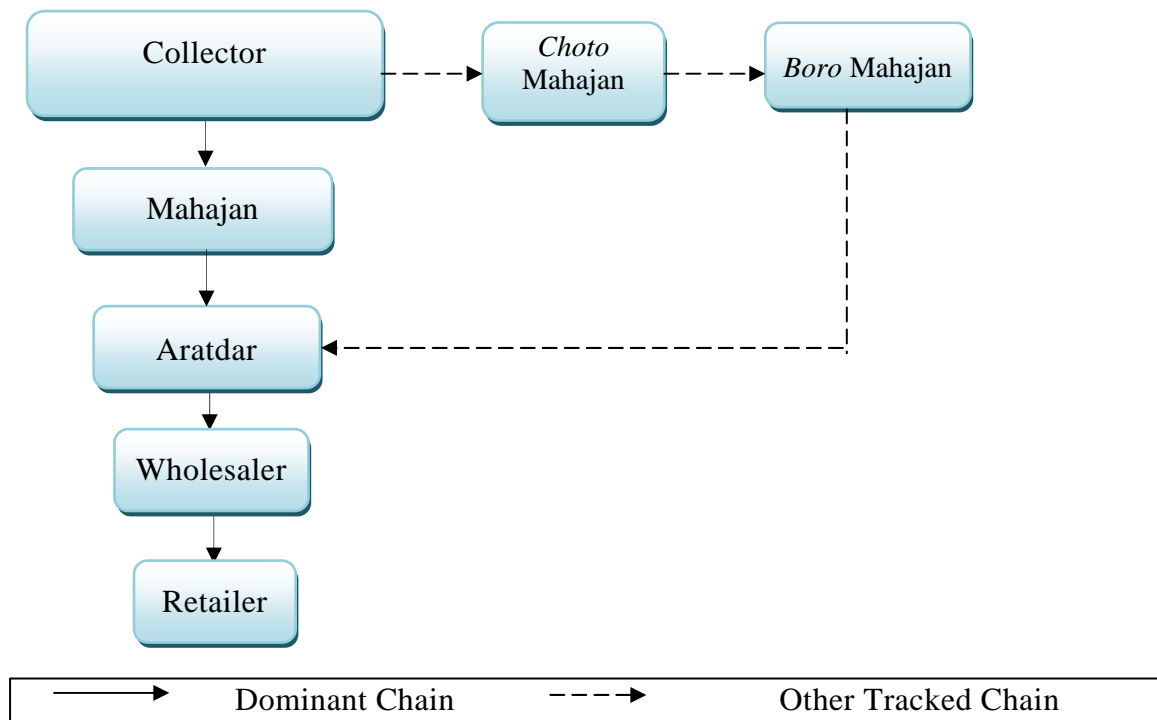 Collector
Choto
Mahajan
Boro Mahajan
Mahajan
Aratdar
Wholesaler
Retailer
Dominant Chain
Other Tracked Chain